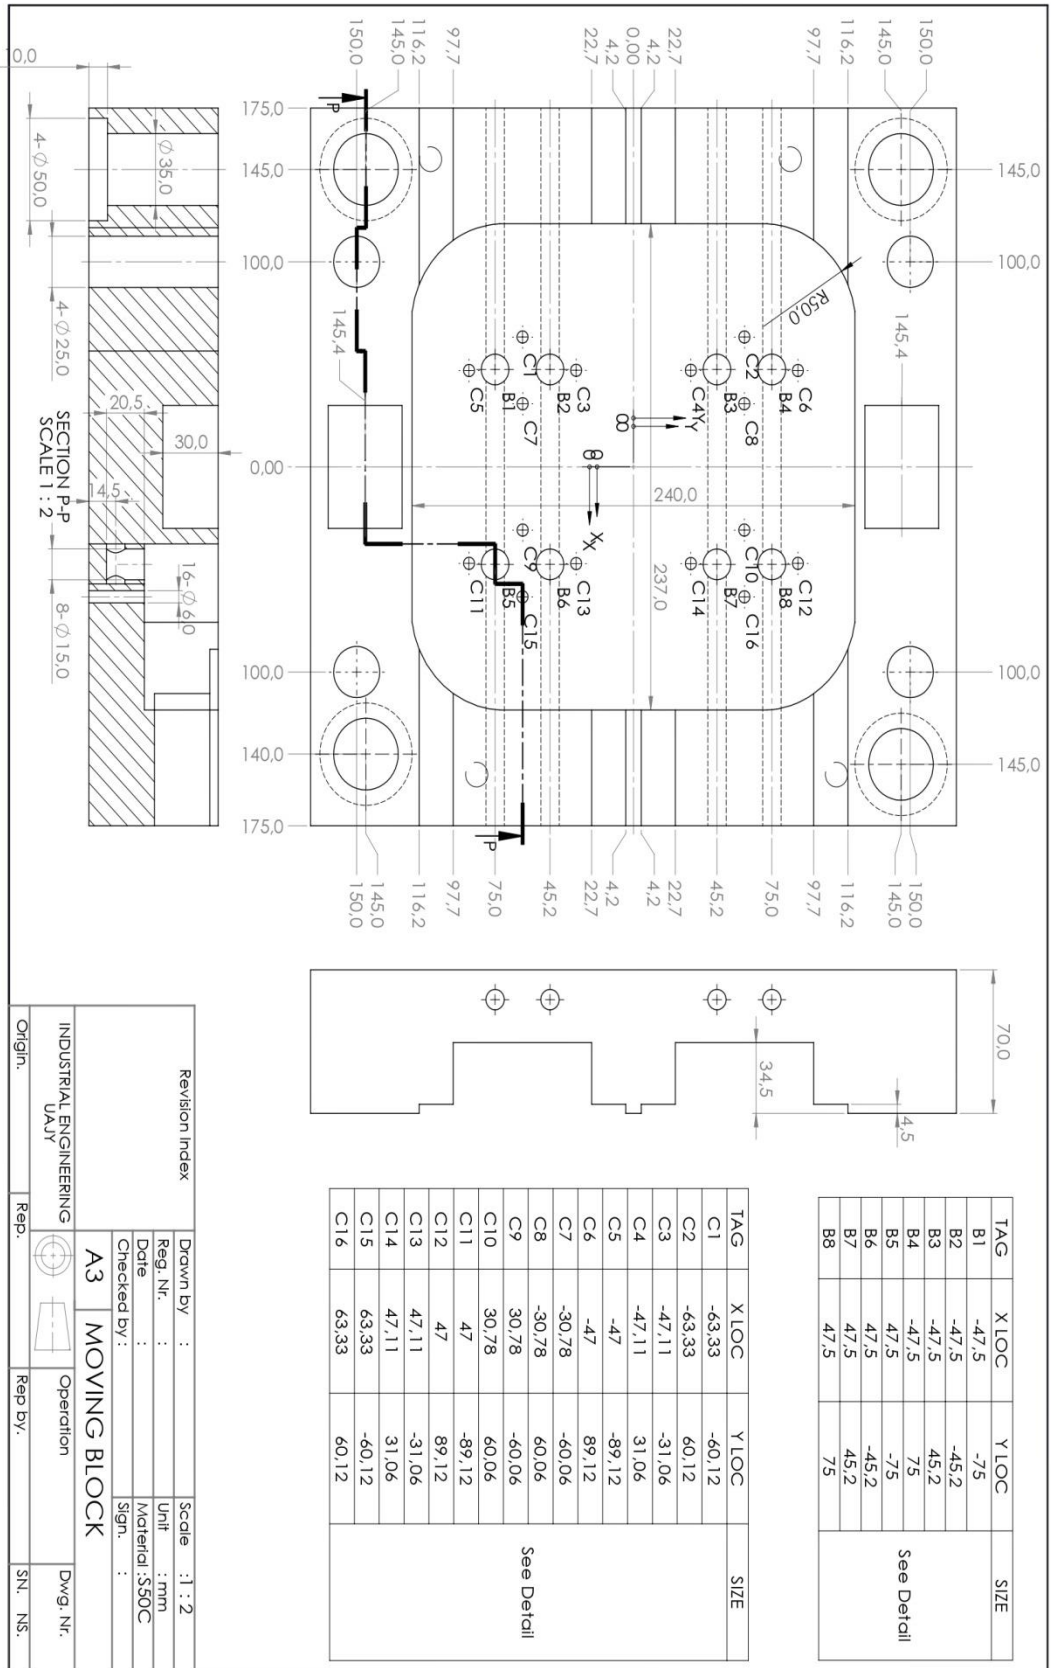 150,0
145,0
116,2
97,7
22,7
4,2
0,00
4,2
22,7
97,7
116,2
145,0
150,0
175,0
145,0
100,0
0,00
100,0
140,0
175,0
145,0
100,0
100,0
145,0
P
P
R50,0
145,4
145,4
240,0
237,0
C1
C2
C3
C4
C5
C6
C7
C8
C9
C10
C11
C12
C13
C14
C15
C16
B1
B2
B3
B4
B5
B6
B7
B8
Y
Y
X
X
150,0
145,0
116,2
97,7
75,0
45,2
22,7
4,2
4,2
22,7
45,2
75,0
97,7
116,2
145,0
150,0
4-∅50,0
∅35,0
4-∅25,0
20,5
30,0
14,5
16-∅6,0
8-∅15,0
SECTION P-P
SCALE 1 : 2
70,0
34,5
4,5
TAG X LOC Y LOC SIZE
B1 -47,5 -75 See Detail
B2 -47,5 -45,2
B3 -47,5 45,2
B4 -47,5 75
B5 47,5 -75
B6 47,5 -45,2
B7 47,5 45,2
B8 47,5 75
TAG X LOC Y LOC SIZE
C1 -63,33 -60,12 See Detail
C2 -63,33 60,12
C3 -47,11 -31,06
C4 -47,11 31,06
C5 -47 -89,12
C6 -47 89,12
C7 -30,78 -60,06
C8 -30,78 60,06
C9 30,78 -60,06
C10 30,78 60,06
C11 47 -89,12
C12 47 89,12
C13 47,11 -31,06
C14 47,11 31,06
C15 63,33 -60,12
C16 63,33 60,12
Revision Index
Drawn by :
Reg. Nr. :
Date :
Checked by :
Scale :1 : 2
Unit : mm
Material :S50C
Sign. :
A3 MOVING BLOCK
INDUSTRIAL ENGINEERING
UAJY
Operation
Dwg. Nr.
Origin.
Rep.
Rep by.
SN. NS.